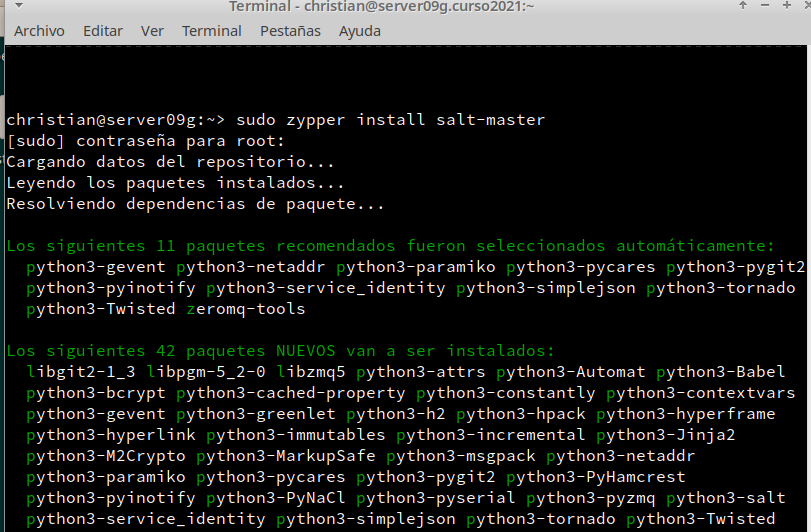 Terminal - christian@server09g.curso2021:~
Archivo Editar Ver Terminal Pestañas Ayuda
christian@server09g:~> sudo zypper install salt-master
[sudo] contraseña para root:
Cargando datos del repositorio...
Leyendo los paquetes instalados...
Resolviendo dependencias de paquete...
Los siguientes 11 paquetes recomendados fueron seleccionados automáticamente:
python3-gevent python3-netaddr python3-paramiko python3-pycares python3-pygit2
python3-pyinotify python3-service_identity python3-simplejson python3-tornado
python3-Twisted zeromq-tools
Los siguientes 42 paquetes NUEVOS van a ser instalados:
libgit2-1_3 libpgm-5_2-0 libzmq5 python3-attrs python3-Automat python3-Babel
python3-bcrypt python3-cached-property python3-constantly python3-contextvars
python3-gevent python3-greenlet python3-h2 python3-hpack python3-hyperframe
python3-hyperlink python3-immutables python3-incremental python3-Jinja2
python3-M2Crypto python3-MarkupSafe python3-msgpack python3-netaddr
python3-paramiko python3-pycares python3-pygit2 python3-PyHamcrest
python3-pyinotify python3-PyNaCl python3-pyserial python3-pyzmq python3-salt
python3-service_identity python3-simplejson python3-tornado python3-Twisted